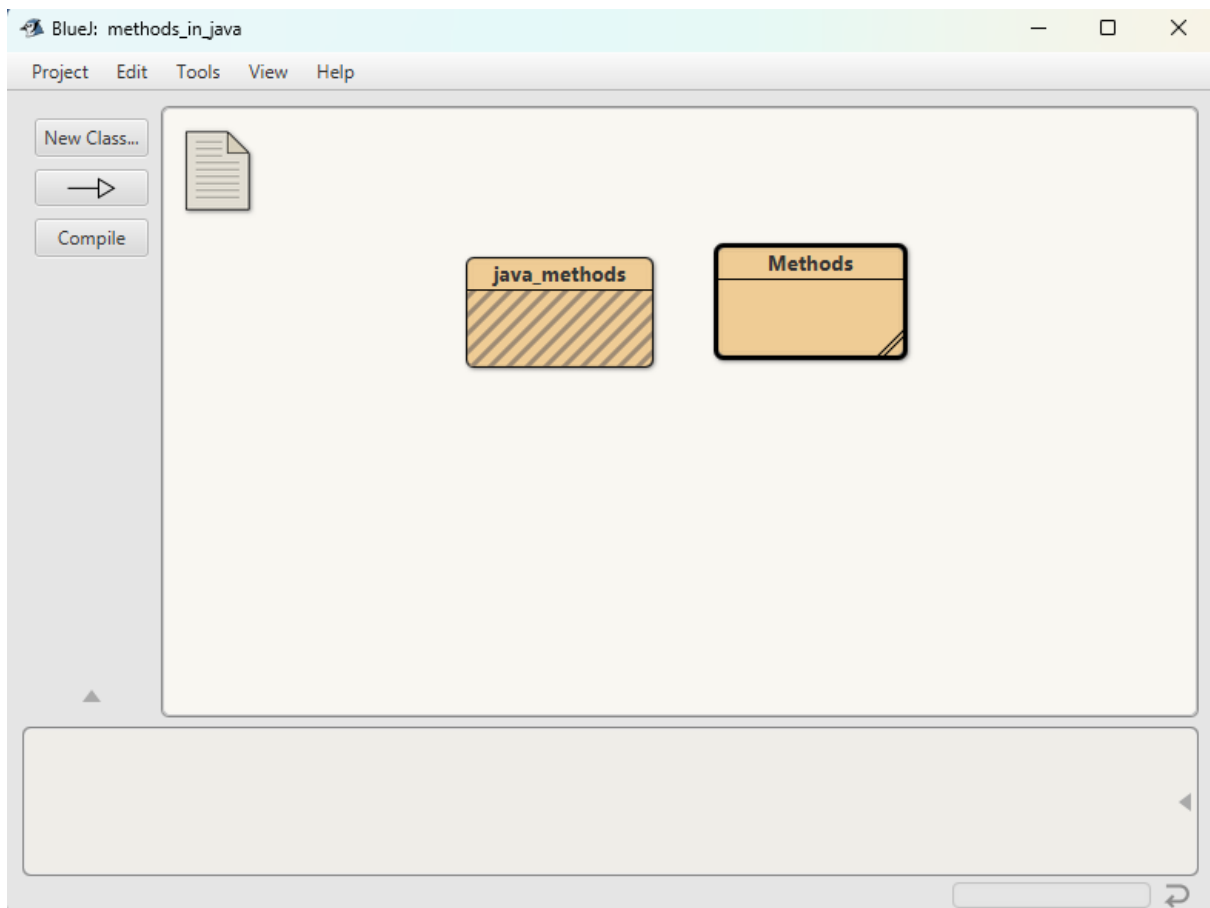 BlueJ: methods_in_java
Project Edit Tools View Help
New Class...
Compile
java_methods
Methods